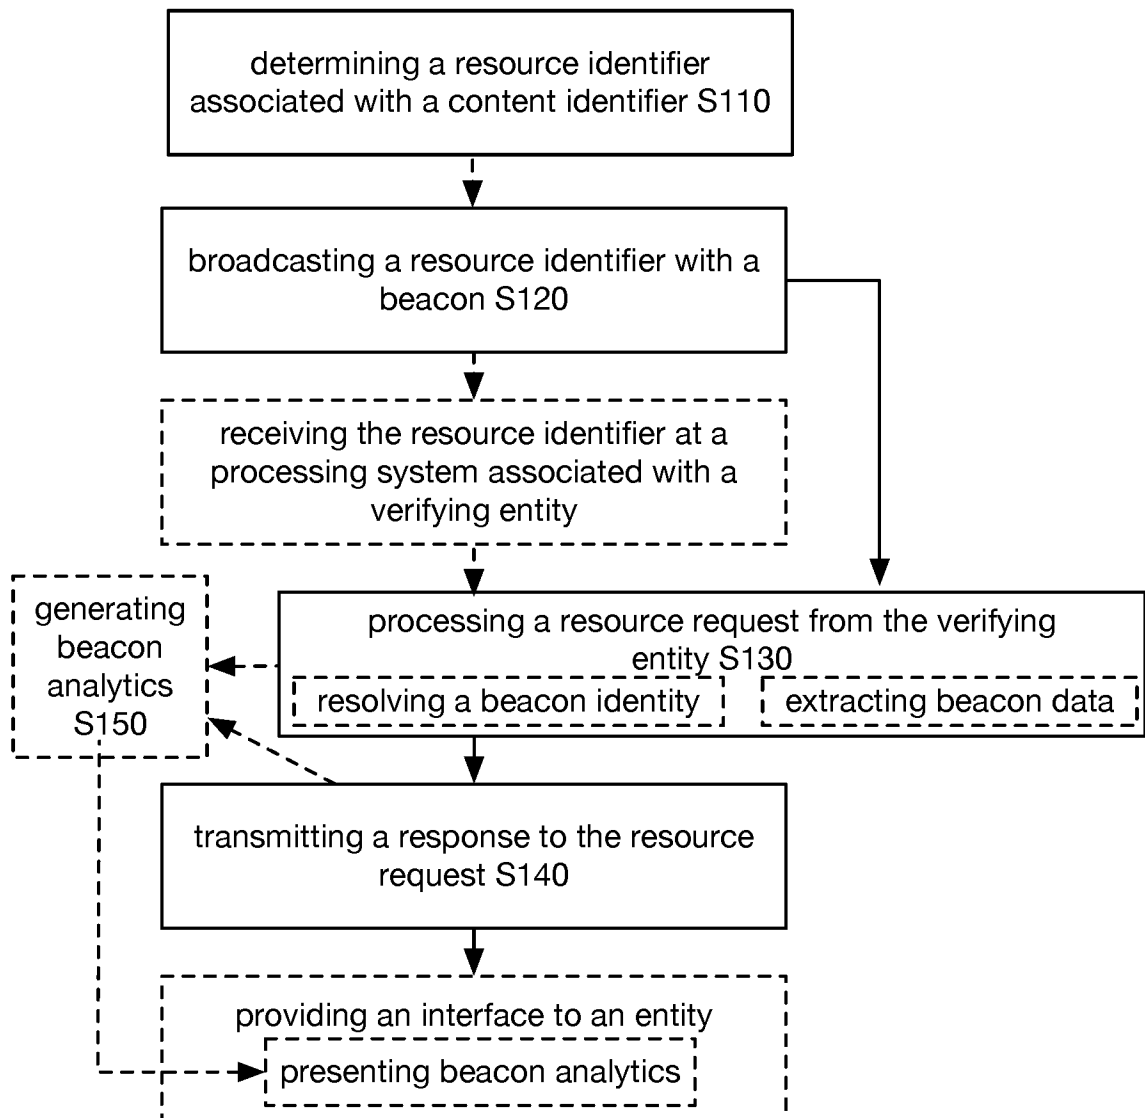 determining a resource identifier
associated with a content identifier S110
broadcasting a resource identifier with a
beacon S120
receiving the resource identifier at a
processing system associated with a
verifying entity
generating
beacon
analytics
S150
processing a resource request from the verifying
entity S130
resolving a beacon identity
extracting beacon data
transmitting a response to the resource
request S140
providing an interface to an entity
presenting beacon analytics